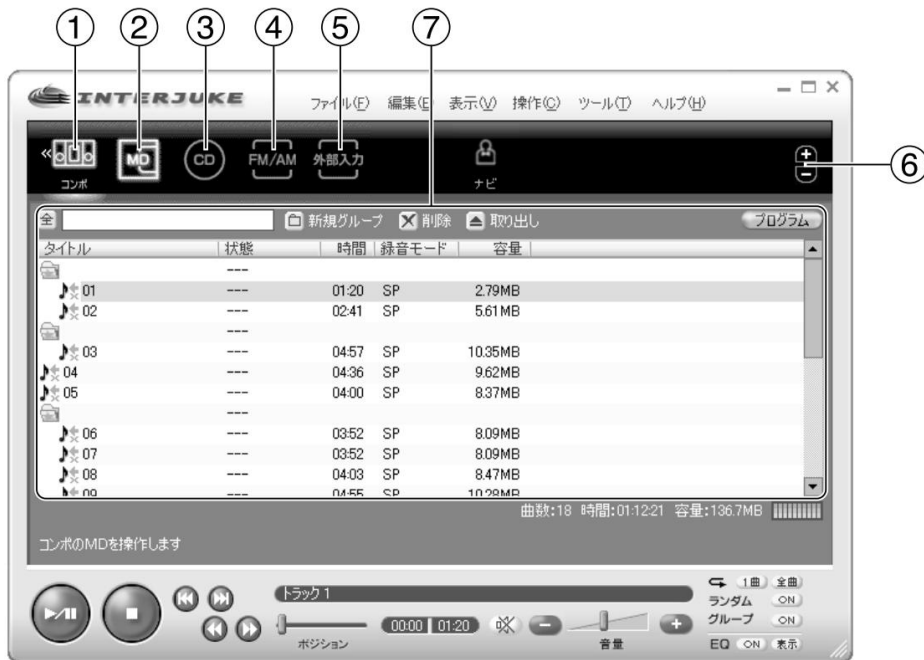 ① ② ③ ④ ⑤ ⑦
INTERJUKE ファイル(F) 編集(E) 表示(V) 操作(C) ツール(T) ヘルプ(H)
MD CD FM/AM 外部入力 ⑥
コンポ ナビ
全 新規グループ 削除 取り出し プログラム
タイトル 状態 時間 録音モード 容量
---
01 --- 01:20 SP 2.79MB
02 --- 02:41 SP 5.61MB
---
03 --- 04:57 SP 10.35MB
04 --- 04:36 SP 9.62MB
05 --- 04:00 SP 8.37MB
---
06 --- 03:52 SP 8.09MB
07 --- 03:52 SP 8.09MB
08 --- 04:03 SP 8.47MB
09 --- 04:55 SP 10.28MB
曲数:18 時間:01:12:21 容量:136.7MB
コンポのMDを操作します
トラック 1
1曲 全曲
ランダム ON
00:00 01:20
グループ ON
ポジション 音量
EQ ON 表示